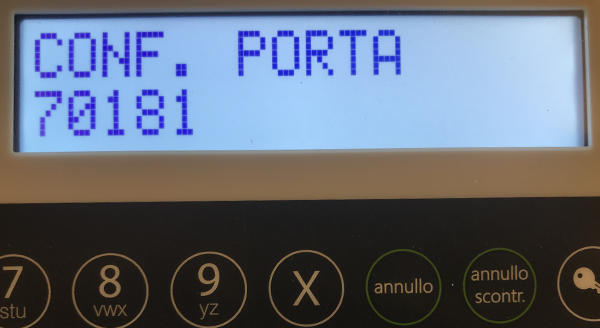 CONF. PORTA
70181
7 8 9 X annullo annullo
stu vwx yz scontr.